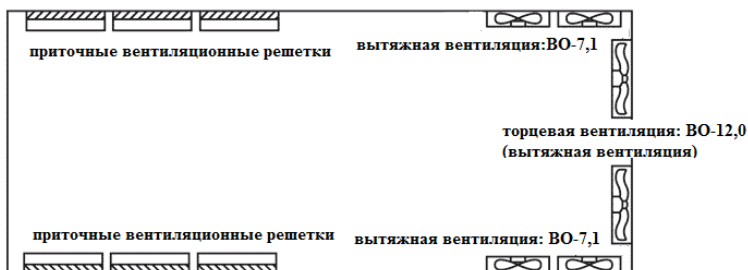 приточные вентиляционные решетки
вытяжная вентиляция:ВО-7,1
торцевая вентиляция: ВО-12,0
(вытяжная вентиляция)
приточные вентиляционные решетки
вытяжная вентиляция: ВО-7,1